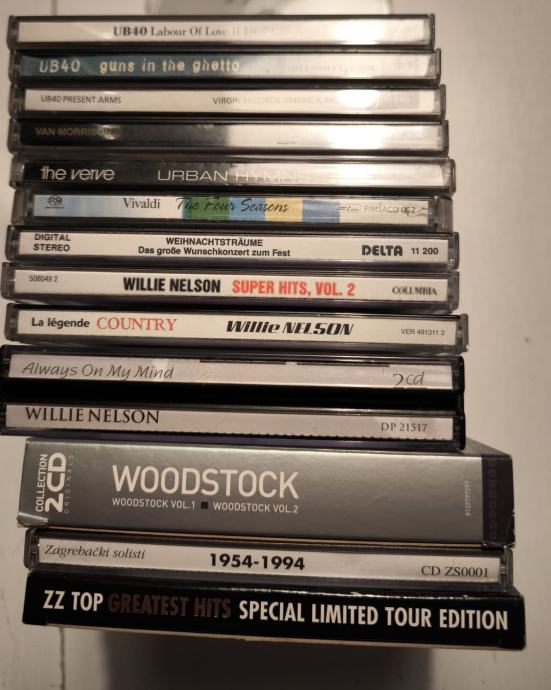 UB40 Labour Of Love II
UB40 guns in the ghetto
UB40 PRESENT ARMS VIRGIN RECORDS AMERICA, INC.
VAN MORRISON
the verve URBAN HYMNS
Vivaldi The Four Seasons fim FIMSACD 052
DIGITAL STEREO
WEIHNACHTSTRÄUME
Das große Wunschkonzert zum Fest
DELTA 11 200
508049 2 WILLIE NELSON SUPER HITS, VOL. 2 COLUMBIA
La légende COUNTRY Willie NELSON VER 491311 2
Always On My Mind 2cd
WILLIE NELSON DP 21517
COLLECTION
2CD
ORIGINALS
WOODSTOCK
WOODSTOCK VOL.1 ■ WOODSTOCK VOL.2
8122797297
Zagrebački solisti 1954-1994 CD ZS0001
ZZ TOP GREATEST HITS SPECIAL LIMITED TOUR EDITION